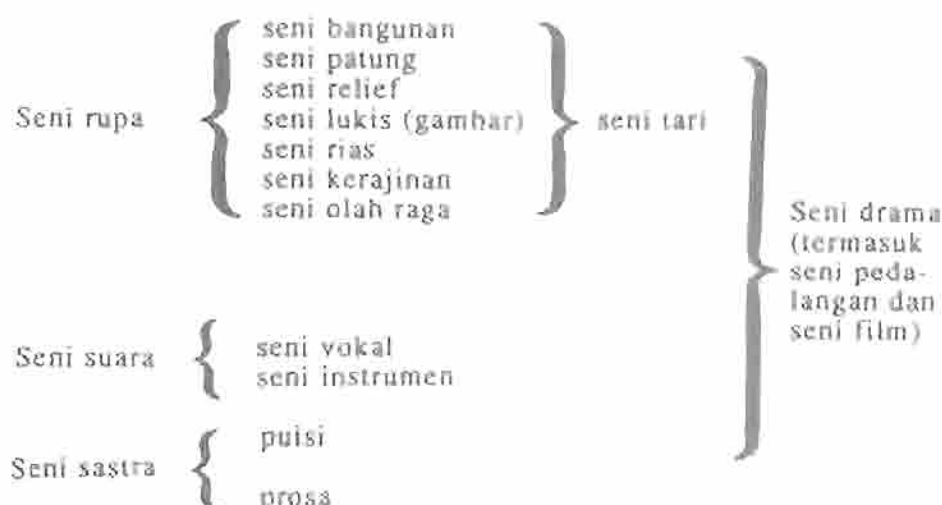 seni bangunan
seni patung
seni relief
Seni rupa seni lukis (gambar) seni tari
seni rias
seni kerajinan
seni olah raga
Seni drama
(termasuk
seni peda-
langan dan
seni film)
Seni suara
seni vokal
seni instrumen
puisi
Seni sastra
prosa